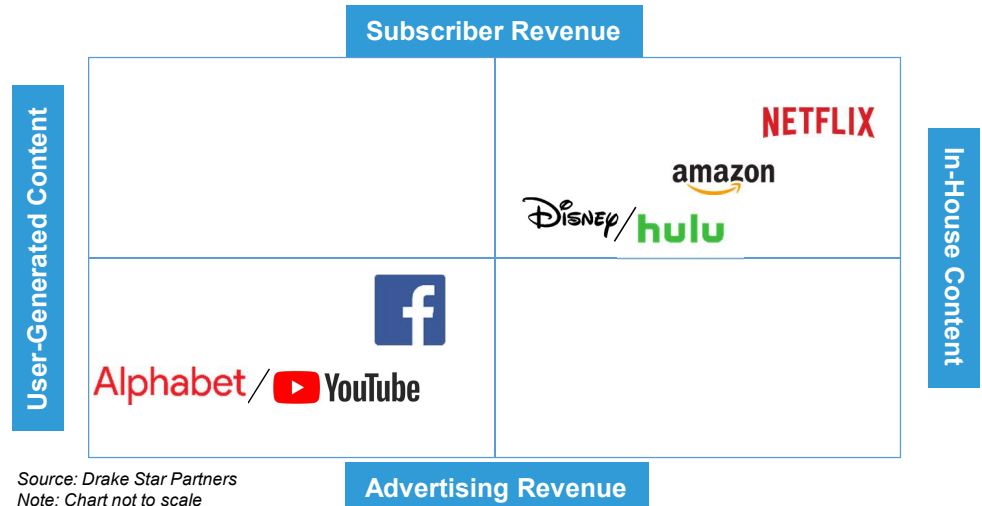 Subscriber Revenue
User-Generated Content
In-House Content
NETFLIX
amazon
Disney/hulu
f
Alphabet/YouTube
Advertising Revenue
Source: Drake Star Partners
Note: Chart not to scale